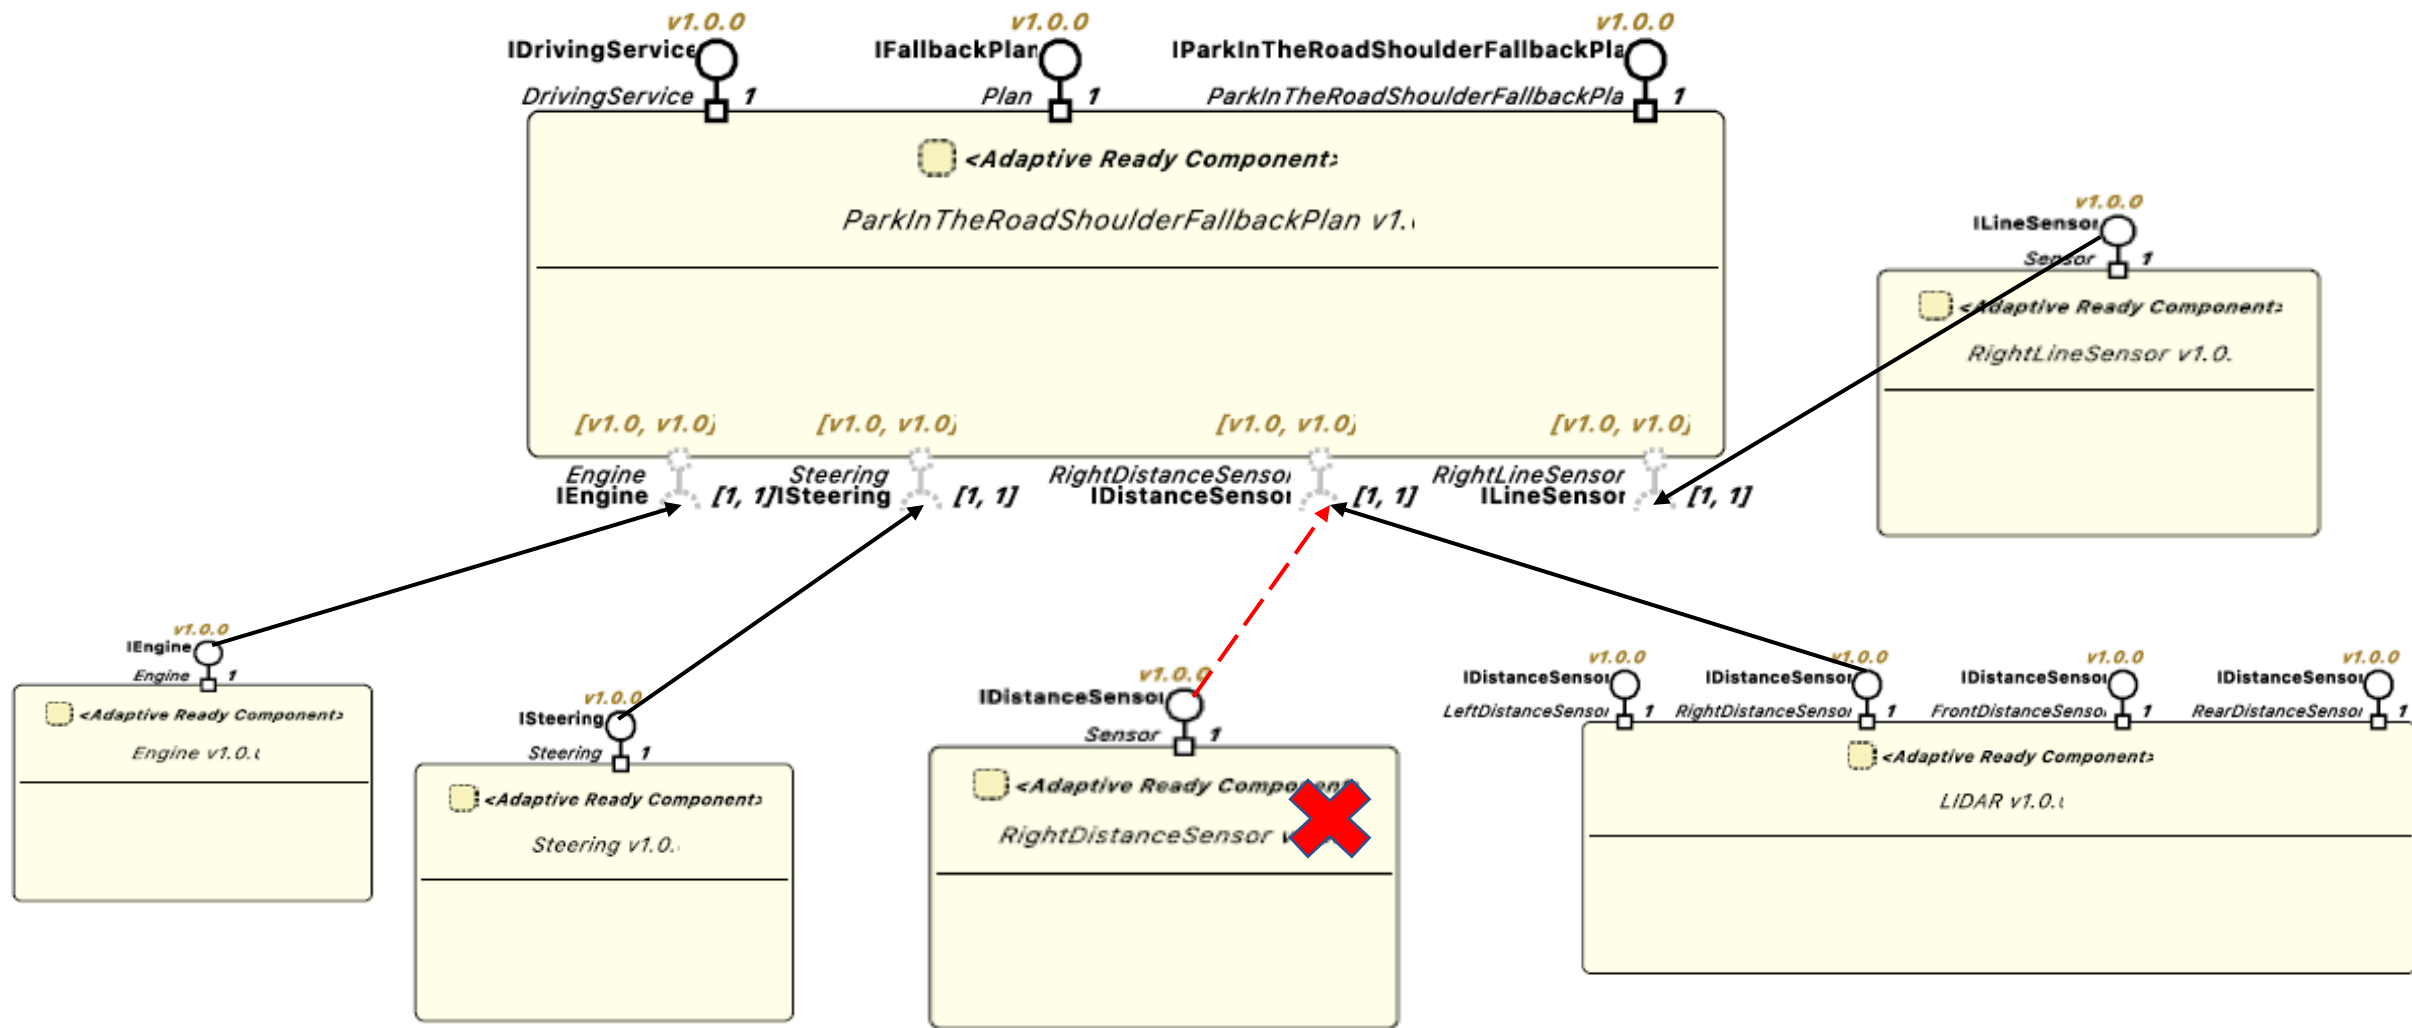 v1.0.0 v1.0.0 v1.0.0
IDrivingService IFallbackPlan IParkInTheRoadShoulderFallbackPla
DrivingService 1 Plan 1 ParkInTheRoadShoulderFallbackPla 1
<Adaptive Ready Component>
ParkInTheRoadShoulderFallbackPlan v1.
[v1.0, v1.0] [v1.0, v1.0] [v1.0, v1.0] [v1.0, v1.0]
Engine Steering RightDistanceSensor RightLineSensor
IEngine [1, 1] ISteering [1, 1] IDistanceSensor [1, 1] ILineSensor [1, 1]
v1.0.0
ILineSensor
Sensor 1
<Adaptive Ready Component>
RightLineSensor v1.0.
v1.0.0
IEngine
Engine 1
<Adaptive Ready Component>
Engine v1.0.
v1.0.0
ISteering
Steering 1
<Adaptive Ready Component>
Steering v1.0.
v1.0.0
IDistanceSensor
Sensor 1
<Adaptive Ready Component>
RightDistanceSensor v
v1.0.0 v1.0.0 v1.0.0 v1.0.0
IDistanceSensor IDistanceSensor IDistanceSensor IDistanceSensor
LeftDistanceSensor 1 RightDistanceSensor 1 FrontDistanceSensor 1 RearDistanceSensor 1
<Adaptive Ready Component>
LIDAR v1.0.